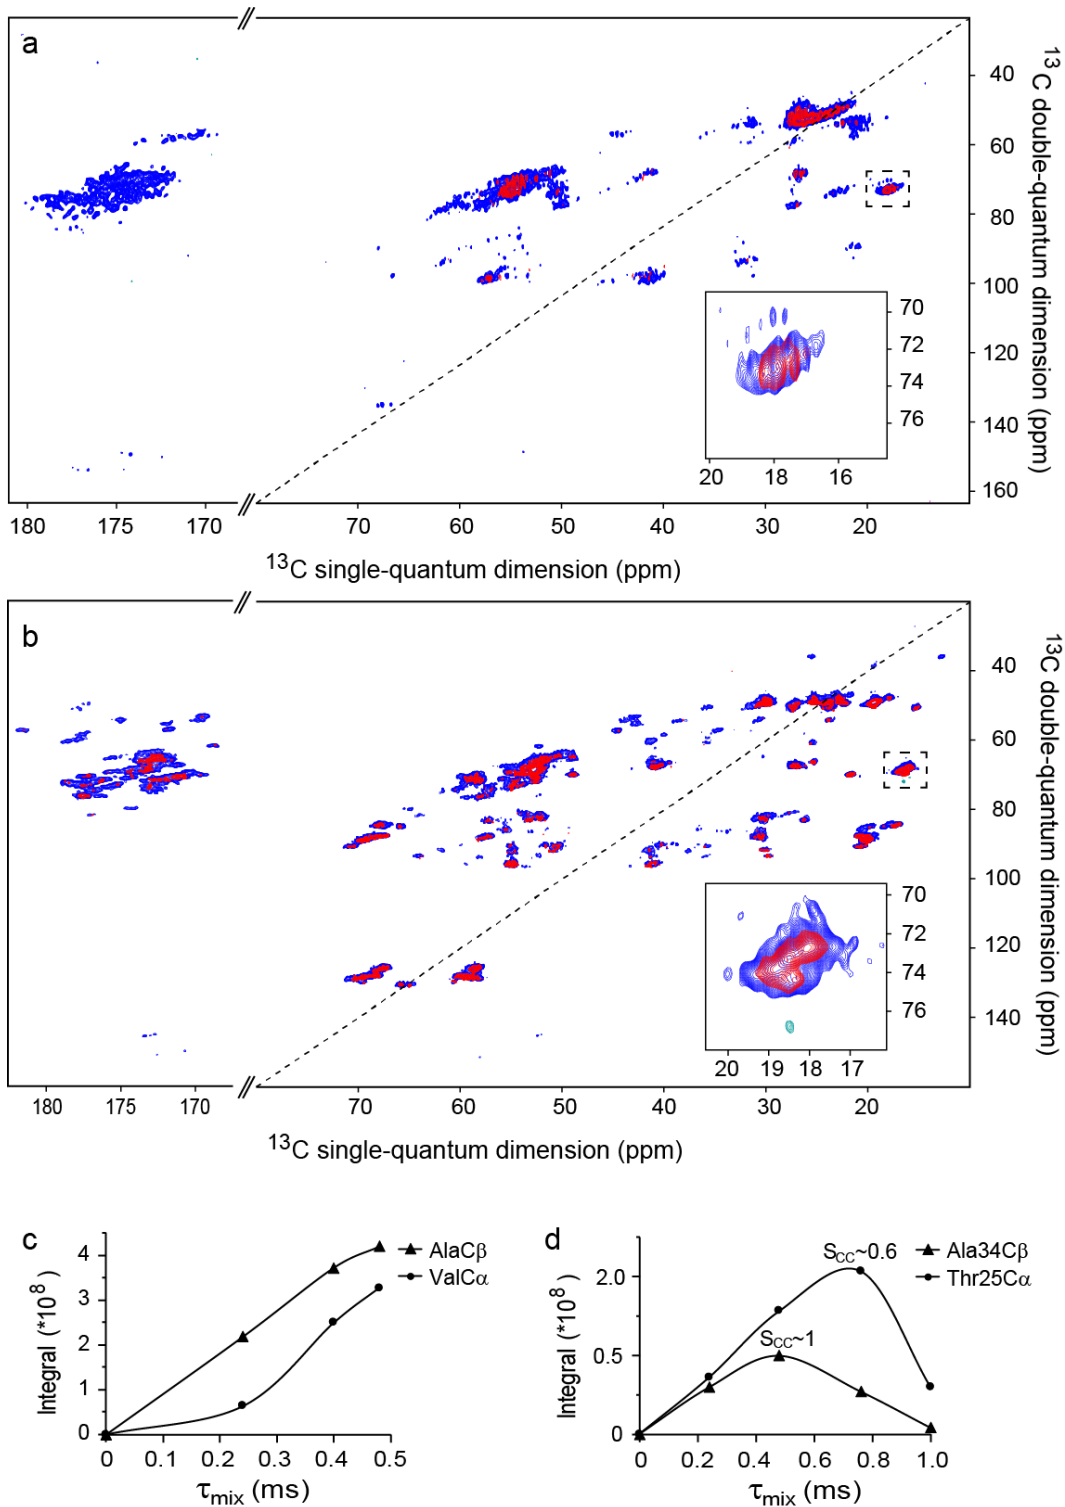 a
40
60
80
100
120
140
160
13C double-quantum dimension (ppm)
70
72
74
76
20 18 16
180 175 170 70 60 50 40 30 20
13C single-quantum dimension (ppm)
b
40
60
80
100
120
140
13C double-quantum dimension (ppm)
70
72
74
76
20 19 18 17
180 175 170 70 60 50 40 30 20
13C single-quantum dimension (ppm)
c
AlaCβ
ValCα
4
3
2
1
0
Integral (*10^8 )
0 0.1 0.2 0.3 0.4 0.5
τmix (ms)
d
SCC~0.6
Ala34Cβ
Thr25Cα
SCC~1
2.0
0.5
0
Integral (*10^8 )
0 0.2 0.4 0.6 0.8 1.0
τmix (ms)